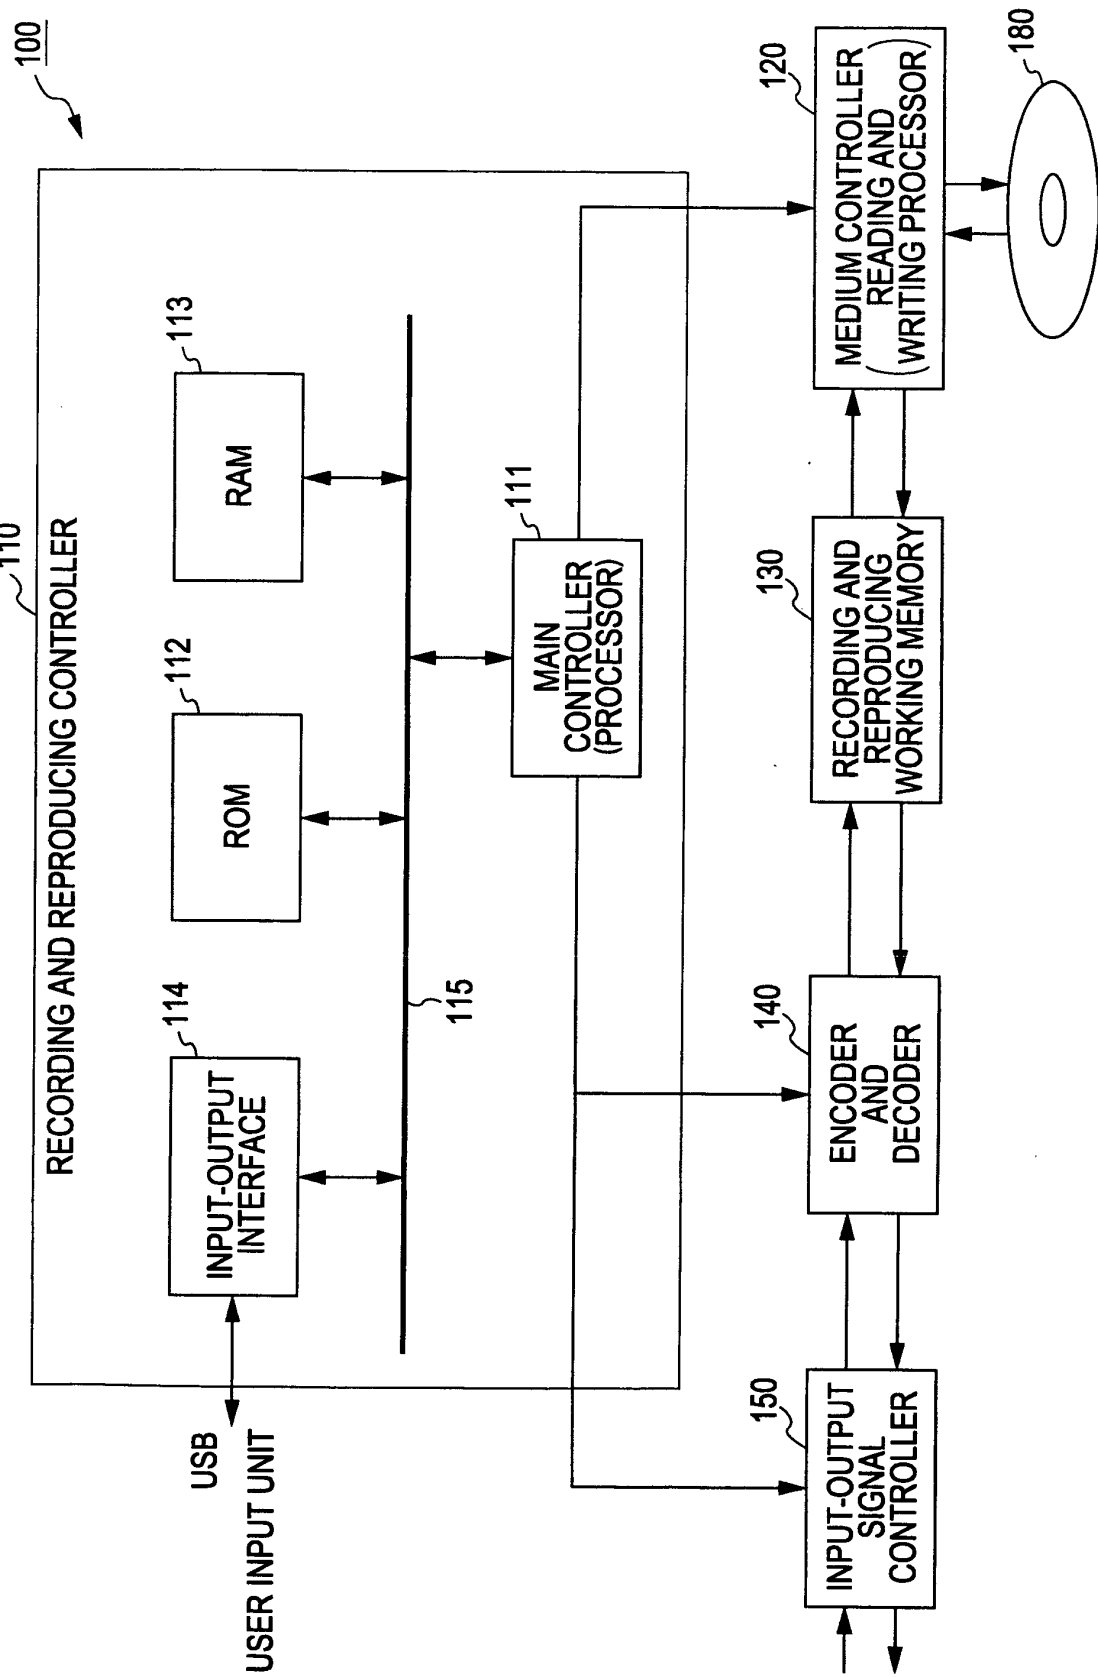 100
110
RECORDING AND REPRODUCING CONTROLLER
114
INPUT-OUTPUT
INTERFACE
112
ROM
113
RAM
USB
USER INPUT UNIT
115
111
MAIN
CONTROLLER
(PROCESSOR)
150
INPUT-OUTPUT
SIGNAL
CONTROLLER
140
ENCODER
AND
DECODER
130
RECORDING AND
REPRODUCING
WORKING MEMORY
120
MEDIUM CONTROLLER
(READING AND
WRITING PROCESSOR)
180